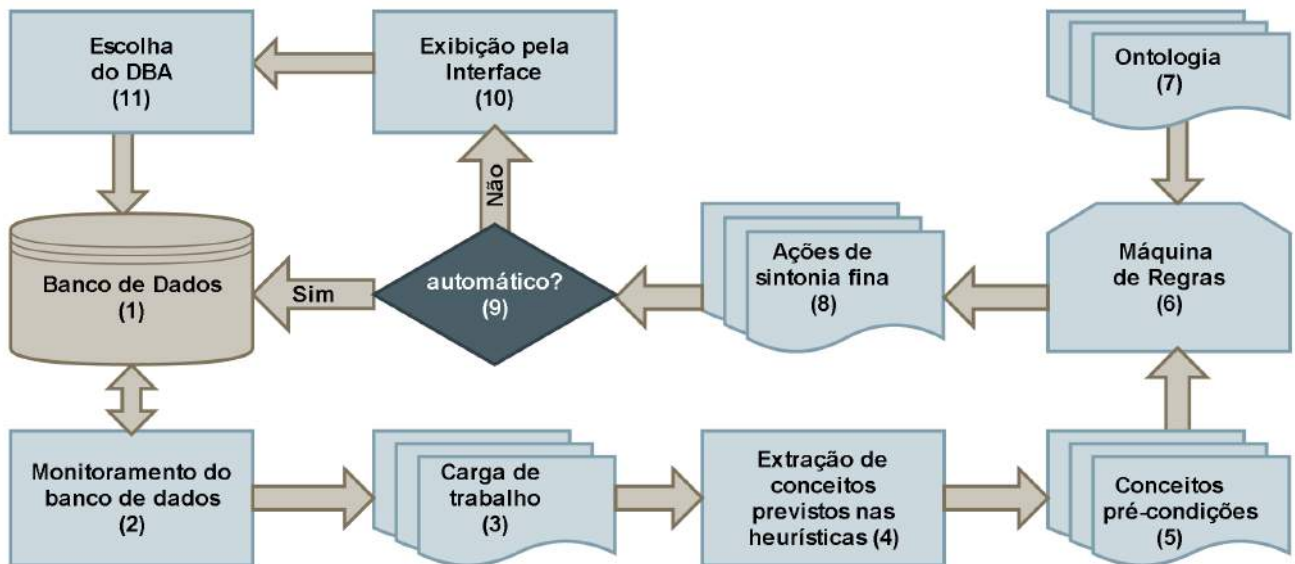 Escolha
do DBA
(11)
Exibição pela
Interface
(10)
Ontologia
(7)
Não
Banco de Dados
(1)
Sim
automático?
(9)
Ações de
sintonia fina
(8)
Máquina
de Regras
(6)
Monitoramento do
banco de dados
(2)
Carga de
trabalho
(3)
Extração de
conceitos
previstos nas
heurísticas (4)
Conceitos
pré-condições
(5)